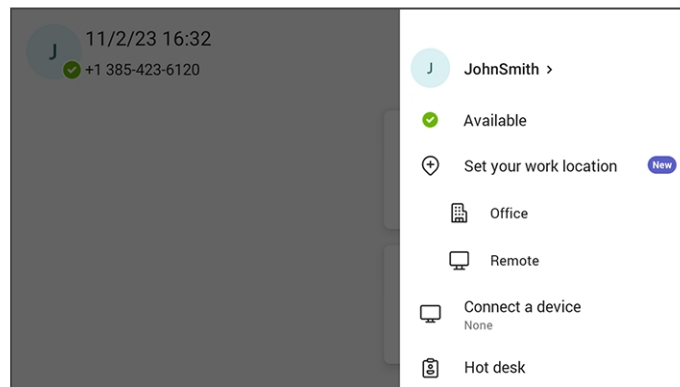 J
11/2/23 16:32
+1 385-423-6120
J
JohnSmith >
Available
Set your work location New
Office
Remote
Connect a device
None
Hot desk